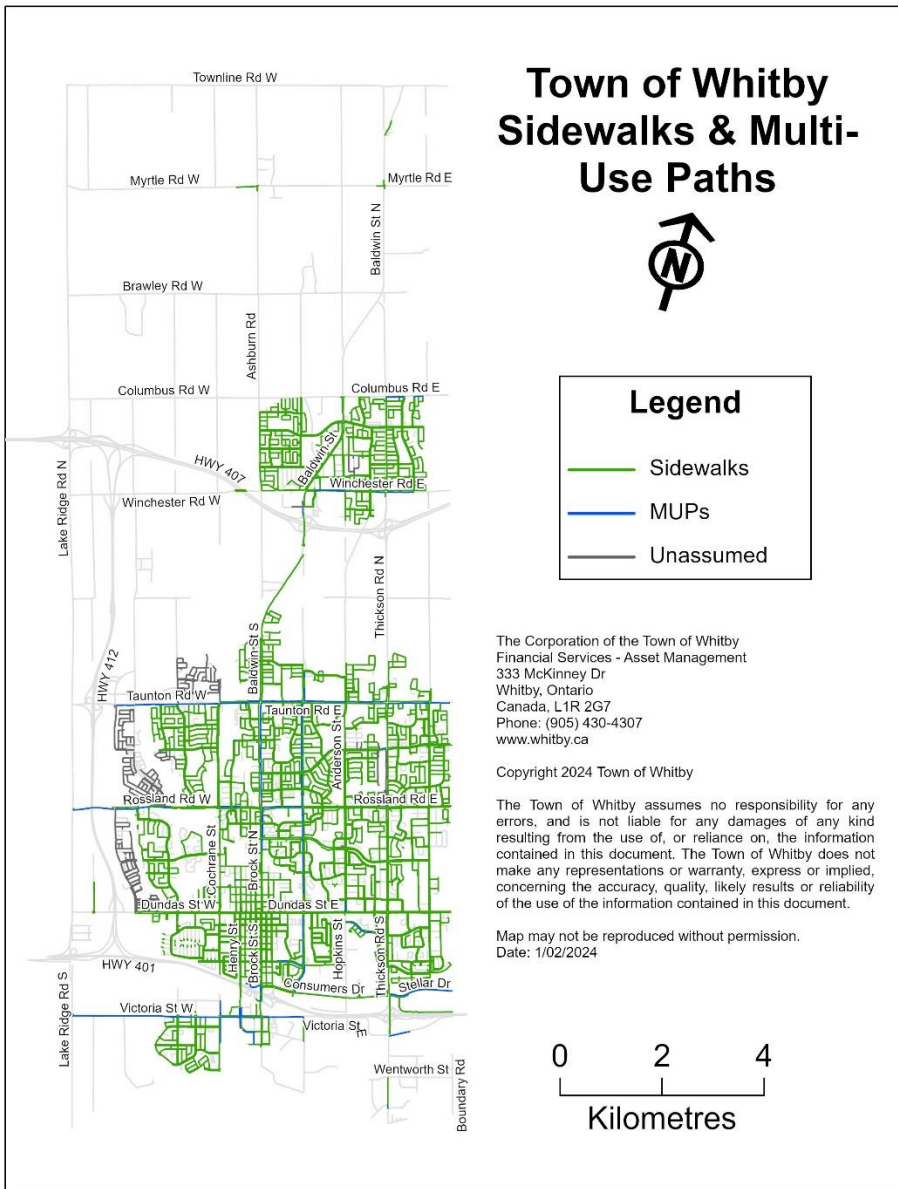 Town of Whitby
Sidewalks & Multi-
Use Paths
N
Legend
Sidewalks
MUPs
Unassumed
The Corporation of the Town of Whitby
Financial Services - Asset Management
333 McKinney Dr
Whitby, Ontario
Canada, L1R 2G7
Phone: (905) 430-4307
www.whitby.ca
Copyright 2024 Town of Whitby
The Town of Whitby assumes no responsibility for any
errors, and is not liable for any damages of any kind
resulting from the use of, or reliance on, the information
contained in this document. The Town of Whitby does not
make any representations or warranty, express or implied,
concerning the accuracy, quality, likely results or reliability
of the use of the information contained in this document.
Map may not be reproduced without permission.
Date: 1/02/2024
0 2 4
Kilometres
Townline Rd W
Myrtle Rd W
Myrtle Rd E
Baldwin St N
Brawley Rd W
Ashburn Rd
Columbus Rd W
Columbus Rd E
Baldwin St
HWY 407
Lake Ridge Rd N
Winchester Rd W
Winchester Rd E
Thickson Rd N
Baldwin St S
HWY 412
Taunton Rd W
Taunton Rd E
Anderson St
Rossland Rd W
Rossland Rd E
Cochrane St
Brock St N
Dundas St W
Dundas St E
Henry St
Brock St S
Hopkins St
Thickson Rd S
HWY 401
Consumers Dr
Stellar Dr
Lake Ridge Rd S
Victoria St W
Victoria St E
Wentworth St
Boundary Rd